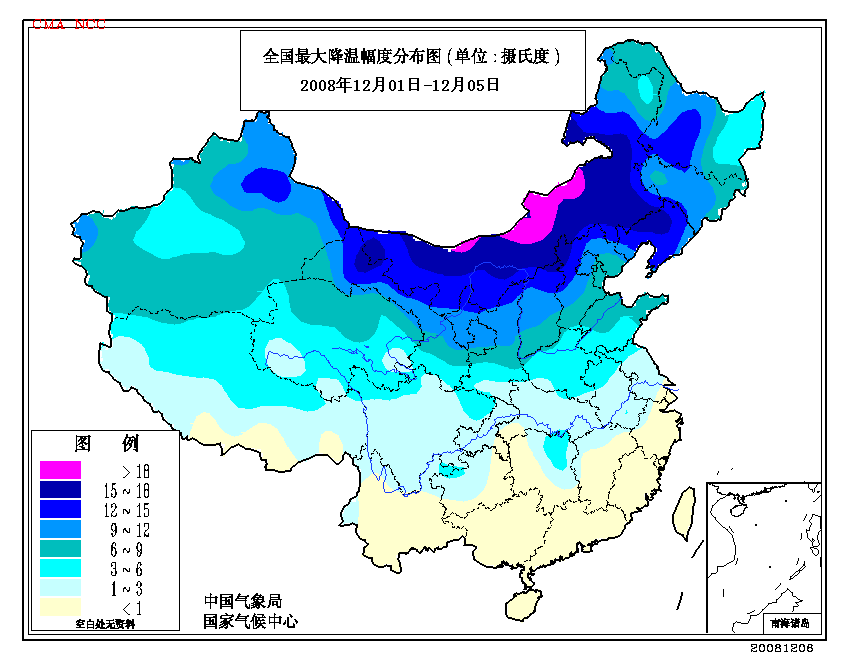 CMA NCC
全国最大降温幅度分布图(单位:摄氏度)
2008年12月01日-12月05日
图 例
>18
15~18
12~15
9~12
6~9
3~6
1~3
<1
空白处无资料
中国气象局
国家气候中心
南海诸岛
20081206